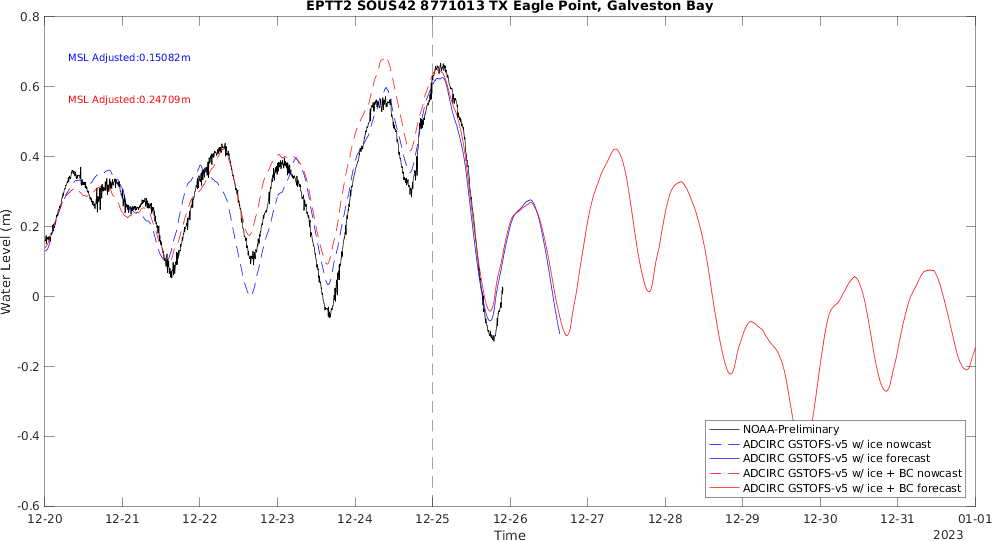 EPTT2 SOUS42 8771013 TX Eagle Point, Galveston Bay
MSL Adjusted:0.15082m
MSL Adjusted:0.24709m
Water Level (m)
0.8
0.6
0.4
0.2
0
-0.2
-0.4
-0.6
NOAA-Preliminary
ADCIRC GSTOFS-v5 w/ ice nowcast
ADCIRC GSTOFS-v5 w/ ice forecast
ADCIRC GSTOFS-v5 w/ ice + BC nowcast
ADCIRC GSTOFS-v5 w/ ice + BC forecast
12-20 12-21 12-22 12-23 12-24 12-25 12-26 12-27 12-28 12-29 12-30 12-31 01-01
Time
2023